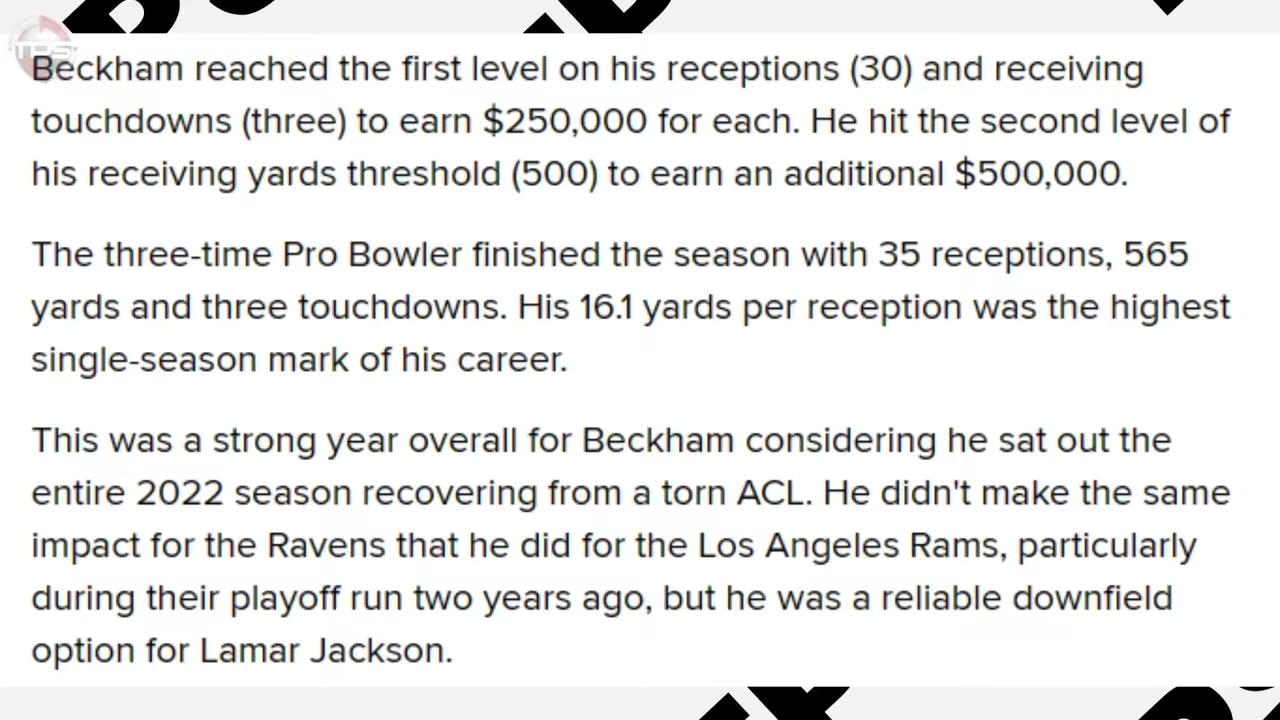 TPS
Beckham reached the first level on his receptions (30) and receiving
touchdowns (three) to earn $250,000 for each. He hit the second level of
his receiving yards threshold (500) to earn an additional $500,000.
The three-time Pro Bowler finished the season with 35 receptions, 565
yards and three touchdowns. His 16.1 yards per reception was the highest
single-season mark of his career.
This was a strong year overall for Beckham considering he sat out the
entire 2022 season recovering from a torn ACL. He didn't make the same
impact for the Ravens that he did for the Los Angeles Rams, particularly
during their playoff run two years ago, but he was a reliable downfield
option for Lamar Jackson.